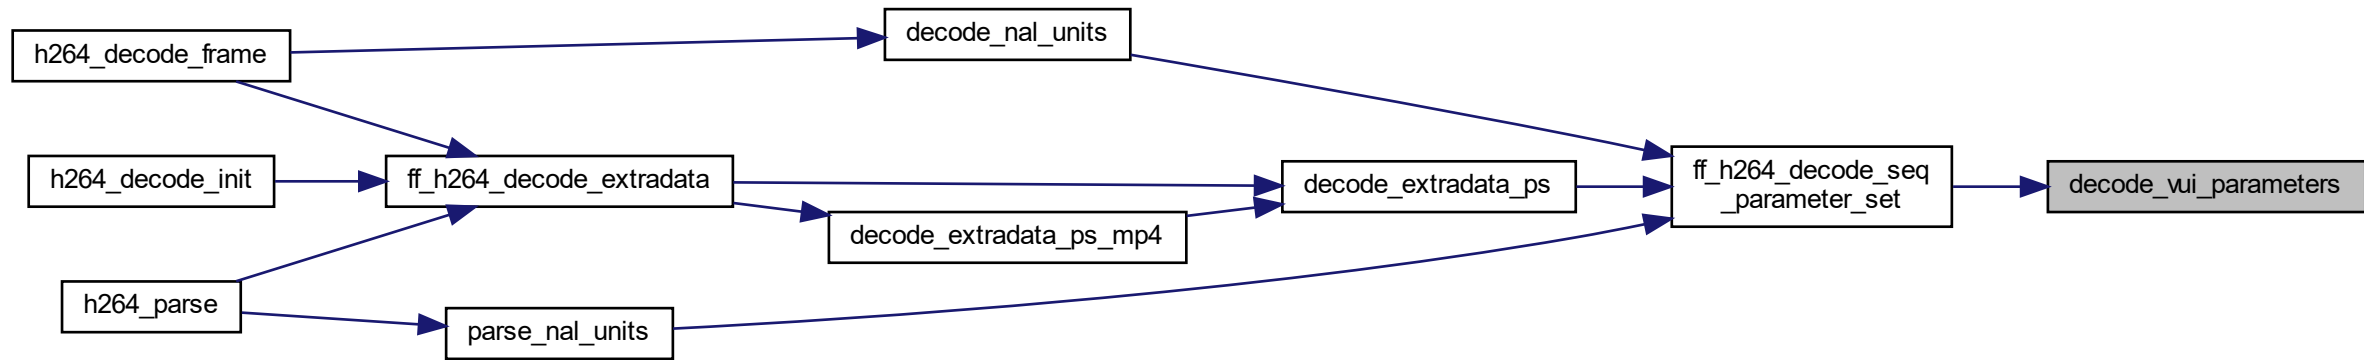 decode_nal_units
h264_decode_frame
h264_decode_init
ff_h264_decode_extradata
decode_extradata_ps
ff_h264_decode_seq
_parameter_set
decode_vui_parameters
decode_extradata_ps_mp4
h264_parse
parse_nal_units